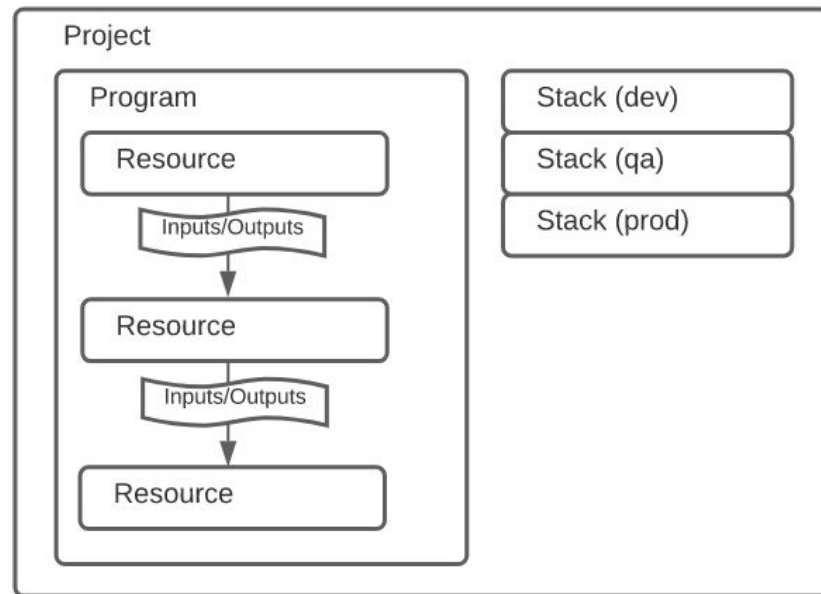 Project
Program
Resource
Inputs/Outputs
Resource
Inputs/Outputs
Resource
Stack (dev)
Stack (qa)
Stack (prod)